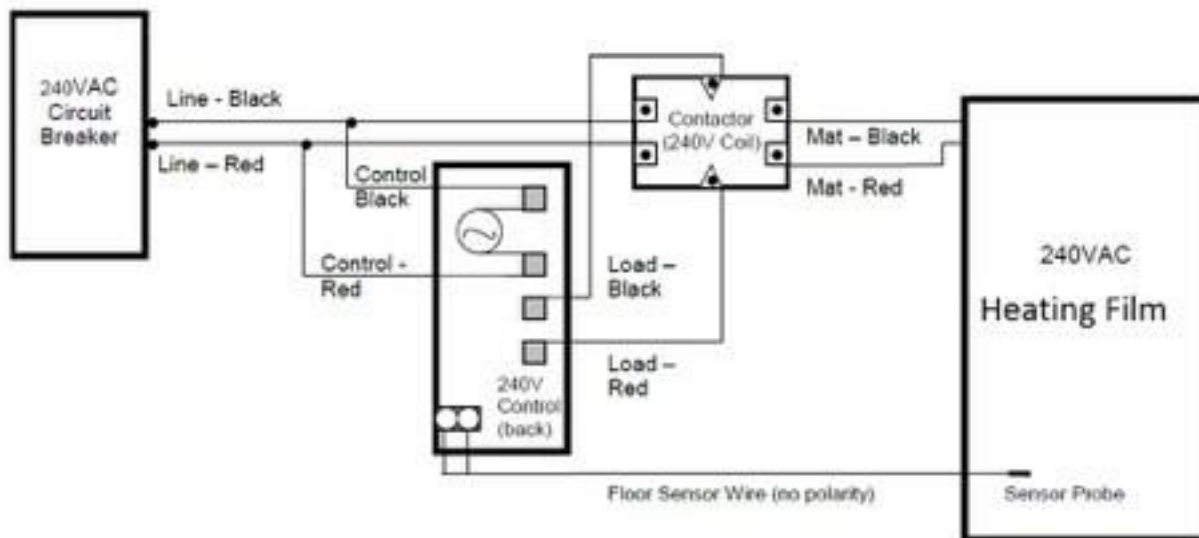 240VAC
Circuit
Breaker
Line - Black
Line – Red
Control
Black
Control -
Red
240V
Control
(back)
Load –
Black
Load –
Red
Contactor
(240V Coil)
Mat – Black
Mat - Red
240VAC
Heating Film
Floor Sensor Wire (no polarity)
Sensor Probe